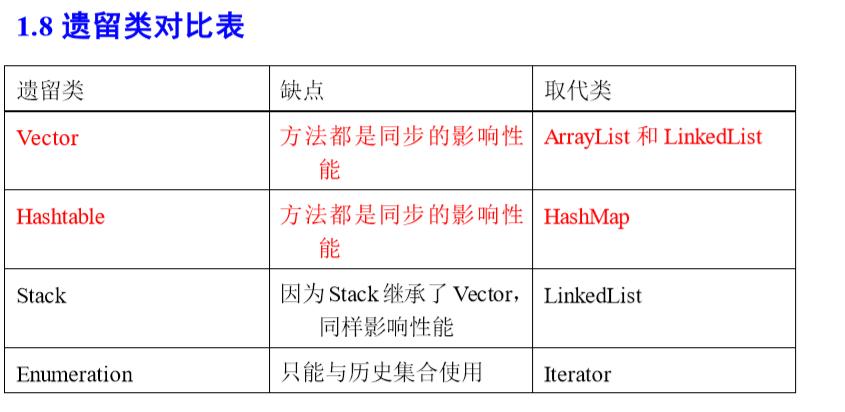 1.8 遗留类对比表
遗留类 缺点 取代类
Vector 方法都是同步的影响性 ArrayList 和 LinkedList
能
Hashtable 方法都是同步的影响性 HashMap
能
Stack 因为 Stack 继承了 Vector， LinkedList
同样影响性能
Enumeration 只能与历史集合使用 Iterator